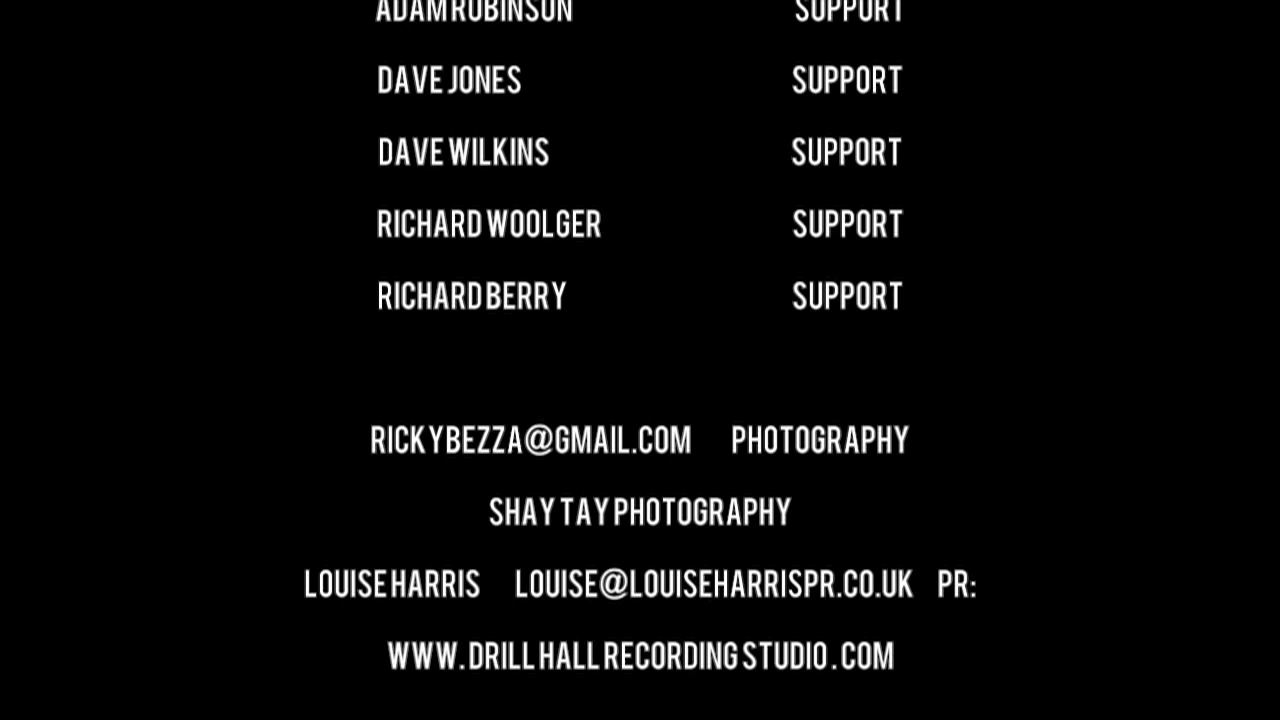 ADAM ROBINSON SUPPORT
DAVE JONES SUPPORT
DAVE WILKINS SUPPORT
RICHARD WOOLGER SUPPORT
RICHARD BERRY SUPPORT
RICKYBEZZA@GMAIL.COM PHOTOGRAPHY
SHAY TAY PHOTOGRAPHY
LOUISE HARRIS LOUISE@LOUISEHARRISPR.CO.UK PR:
WWW. DRILL HALL RECORDING STUDIO . COM